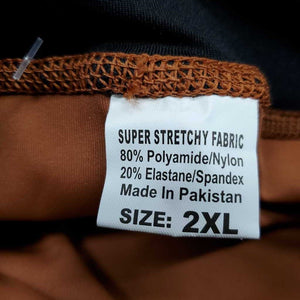 SUPER STRETCHY FABRIC
80% Polyamide/Nylon
20% Elastane/Spandex
Made In Pakistan
SIZE: 2XL